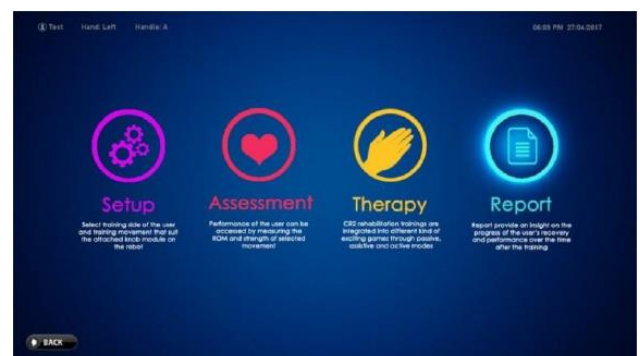 Test Hand: Left Handle: A
06:05 PM 27/04/2017
Setup
Select training side of the user
and training movement that suit
the attached knob module on
the robot
Assessment
Performance of the user can be
accessed by measuring the
ROM and strength of selected
movement
Therapy
CR2 rehabilitation trainings are
integrated into different kind of
exciting games through passive,
assistive and active modes
Report
Report provide an insight on the
progress of the user's recovery
and performance over the time
after the training
BACK